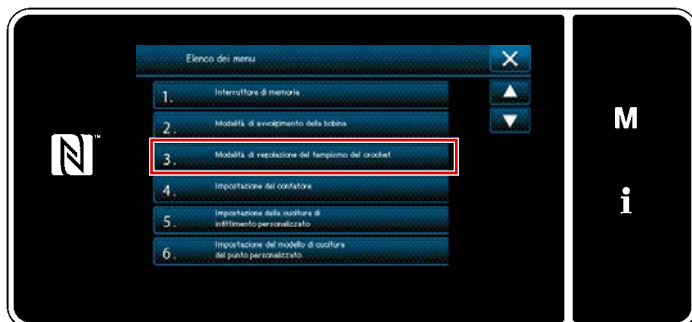 Elenco dei menu
1. Interruttore di memoria
2. Modalità di avvolgimento della bobina
3. Modalità di regolazione del tempismo del crochet
4. Impostazione del contatore
5. Impostazione della cucitura di
infittimento personalizzato
6. Impostazione del modello di cucitura
del punto personalizzato
M
i